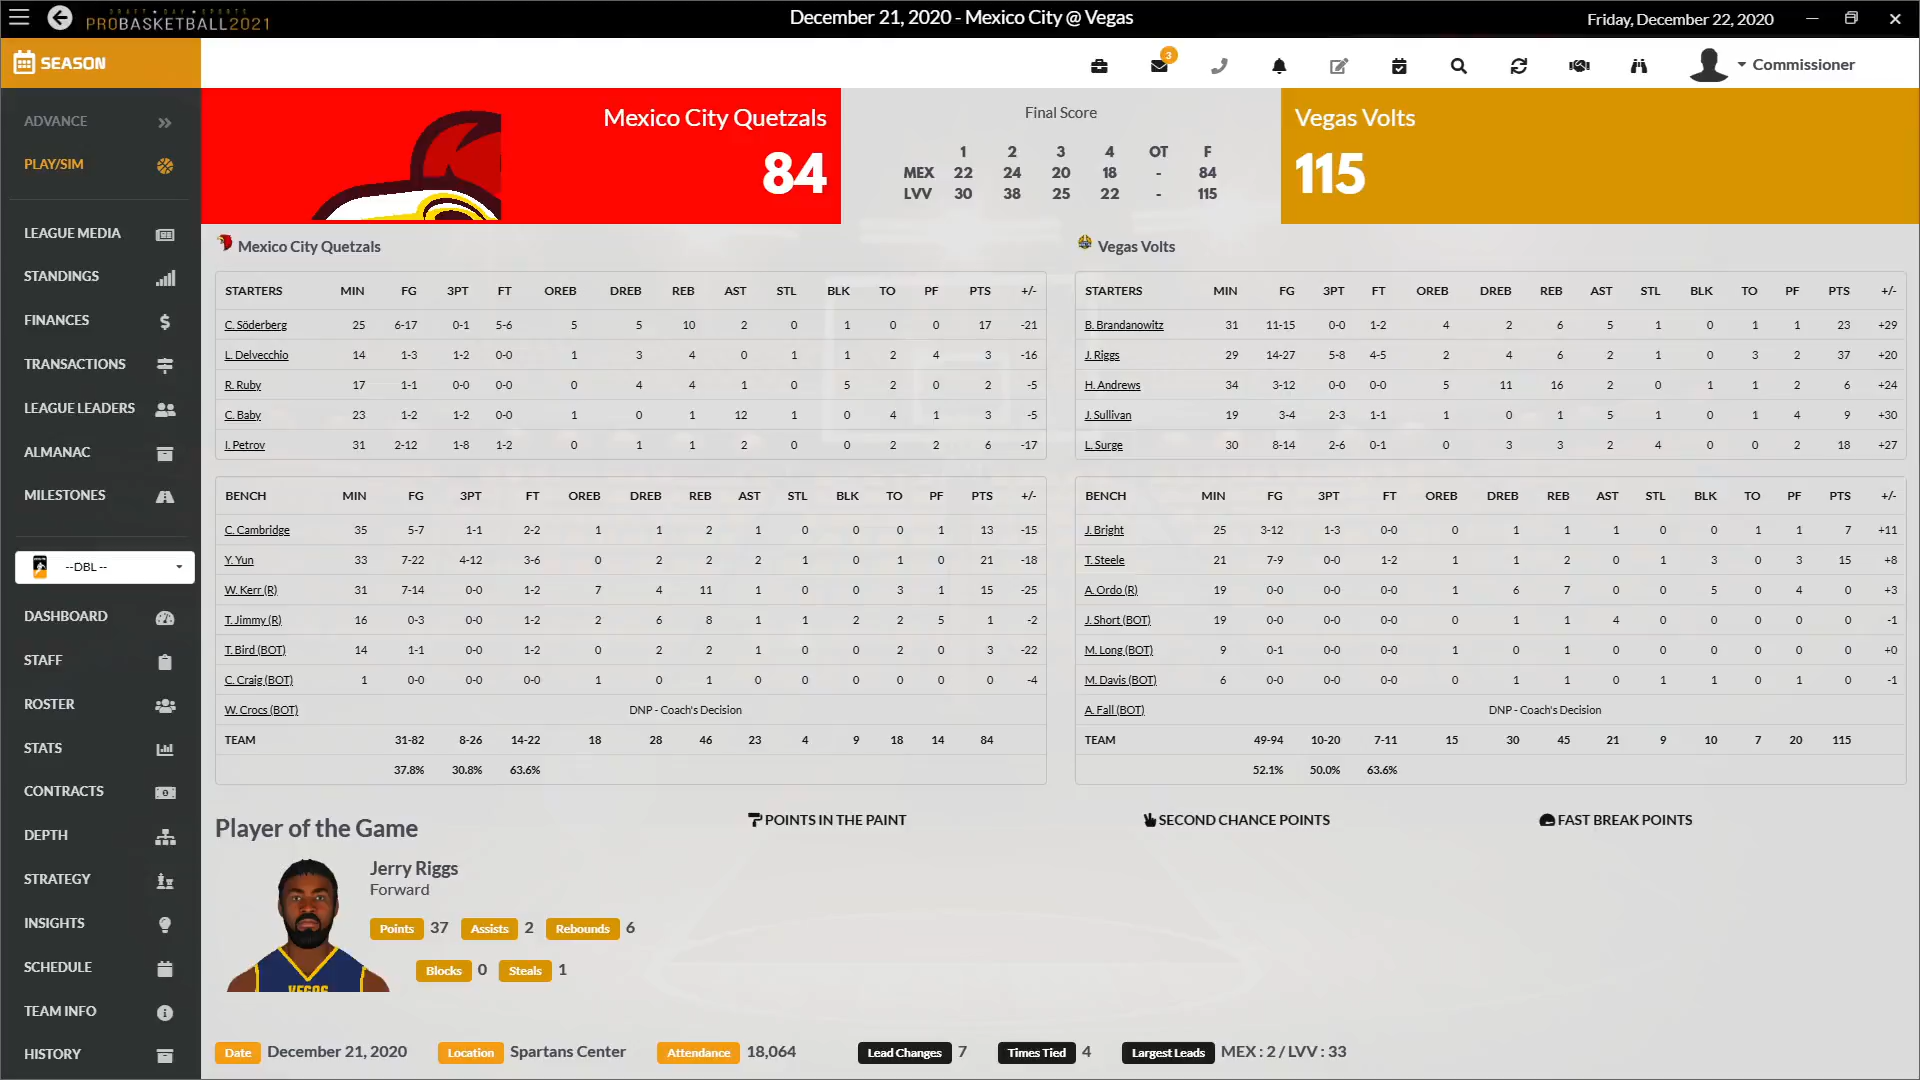 DRAFT DAY SPORTS
PROBASKETBALL2021
December 21, 2020 - Mexico City @ Vegas
Friday, December 22, 2020
SEASON
3
Commissioner
ADVANCE
PLAY/SIM
LEAGUE MEDIA
STANDINGS
FINANCES
TRANSACTIONS
LEAGUE LEADERS
ALMANAC
MILESTONES
--DBL --
DASHBOARD
STAFF
ROSTER
STATS
CONTRACTS
DEPTH
STRATEGY
INSIGHTS
SCHEDULE
TEAM INFO
HISTORY
Mexico City Quetzals
84
Final Score
1 2 3 4 OT F
MEX 22 24 20 18 - 84
LVV 30 38 25 22 - 115
Vegas Volts
115
Mexico City Quetzals
STARTERS MIN FG 3PT FT OREB DREB REB AST STL BLK TO PF PTS +/-
C. Söderberg 25 6-17 0-1 5-6 5 5 10 2 0 1 0 0 17 -21
L. Delvecchio 14 1-3 1-2 0-0 1 3 4 0 1 1 2 4 3 -16
R. Ruby 17 1-1 0-0 0-0 0 4 4 1 0 5 2 0 2 -5
C. Baby 23 1-2 1-2 0-0 1 0 1 12 1 0 4 1 3 -5
I. Petrov 31 2-12 1-8 1-2 0 1 1 2 0 0 2 2 6 -17
BENCH MIN FG 3PT FT OREB DREB REB AST STL BLK TO PF PTS +/-
C. Cambridge 35 5-7 1-1 2-2 1 1 2 1 0 0 0 1 13 -15
Y. Yun 33 7-22 4-12 3-6 0 2 2 2 1 0 1 0 21 -18
W. Kerr (R) 31 7-14 0-0 1-2 7 4 11 1 0 0 3 1 15 -25
T. Jimmy (R) 16 0-3 0-0 1-2 2 6 8 1 1 2 2 5 1 -2
T. Bird (BOT) 14 1-1 0-0 1-2 0 2 2 1 0 0 2 0 3 -22
C. Craig (BOT) 1 0-0 0-0 0-0 1 0 1 0 0 0 0 0 0 -4
W. Crocs (BOT) DNP - Coach's Decision
TEAM 31-82 8-26 14-22 18 28 46 23 4 9 18 14 84
37.8% 30.8% 63.6%
Vegas Volts
STARTERS MIN FG 3PT FT OREB DREB REB AST STL BLK TO PF PTS +/-
B. Brandanowitz 31 11-15 0-0 1-2 4 2 6 5 1 0 1 1 23 +29
J. Riggs 29 14-27 5-8 4-5 2 4 6 2 1 0 3 2 37 +20
H. Andrews 34 3-12 0-0 0-0 5 11 16 2 0 1 1 2 6 +24
J. Sullivan 19 3-4 2-3 1-1 1 0 1 5 1 0 1 4 9 +30
L. Surge 30 8-14 2-6 0-1 0 3 3 2 4 0 0 2 18 +27
BENCH MIN FG 3PT FT OREB DREB REB AST STL BLK TO PF PTS +/-
J. Bright 25 3-12 1-3 0-0 0 1 1 1 0 0 1 1 7 +11
T. Steele 21 7-9 0-0 1-2 1 1 2 0 1 3 0 3 15 +8
A. Ordo (R) 19 0-0 0-0 0-0 1 6 7 0 0 5 0 4 0 +3
J. Short (BOT) 19 0-0 0-0 0-0 0 1 1 4 0 0 0 0 0 -1
M. Long (BOT) 9 0-1 0-0 0-0 1 0 1 0 0 0 0 0 0 +0
M. Davis (BOT) 6 0-0 0-0 0-0 0 1 1 0 1 1 0 1 0 -1
A. Fall (BOT) DNP - Coach's Decision
TEAM 49-94 10-20 7-11 15 30 45 21 9 10 7 20 115
52.1% 50.0% 63.6%
Player of the Game
POINTS IN THE PAINT
SECOND CHANCE POINTS
FAST BREAK POINTS
Jerry Riggs
Forward
Points 37 Assists 2 Rebounds 6
Blocks 0 Steals 1
VEGAS
Date December 21, 2020 Location Spartans Center Attendance 18,064 Lead Changes 7 Times Tied 4 Largest Leads MEX : 2 / LVV : 33